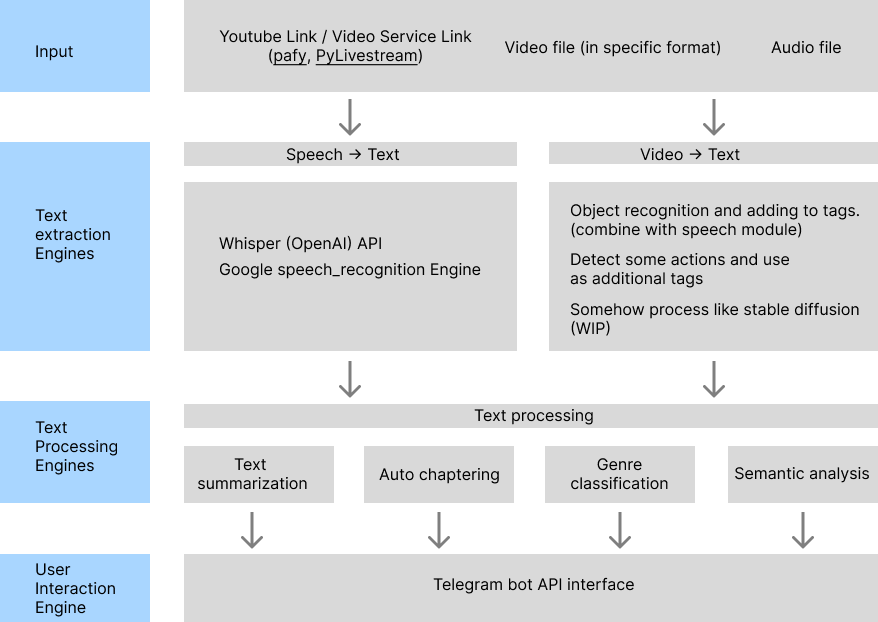 Input
Youtube Link / Video Service Link
(pafy, PyLivestream)
Video file (in specific format)
Audio file
Text
extraction
Engines
Speech → Text
Whisper (OpenAI) API
Google speech_recognition Engine
Video → Text
Object recognition and adding to tags.
(combine with speech module)
Detect some actions and use
as additional tags
Somehow process like stable diffusion
(WIP)
Text
Processing
Engines
Text processing
Text
summarization
Auto chaptering
Genre
classification
Semantic analysis
User
Interaction
Engine
Telegram bot API interface